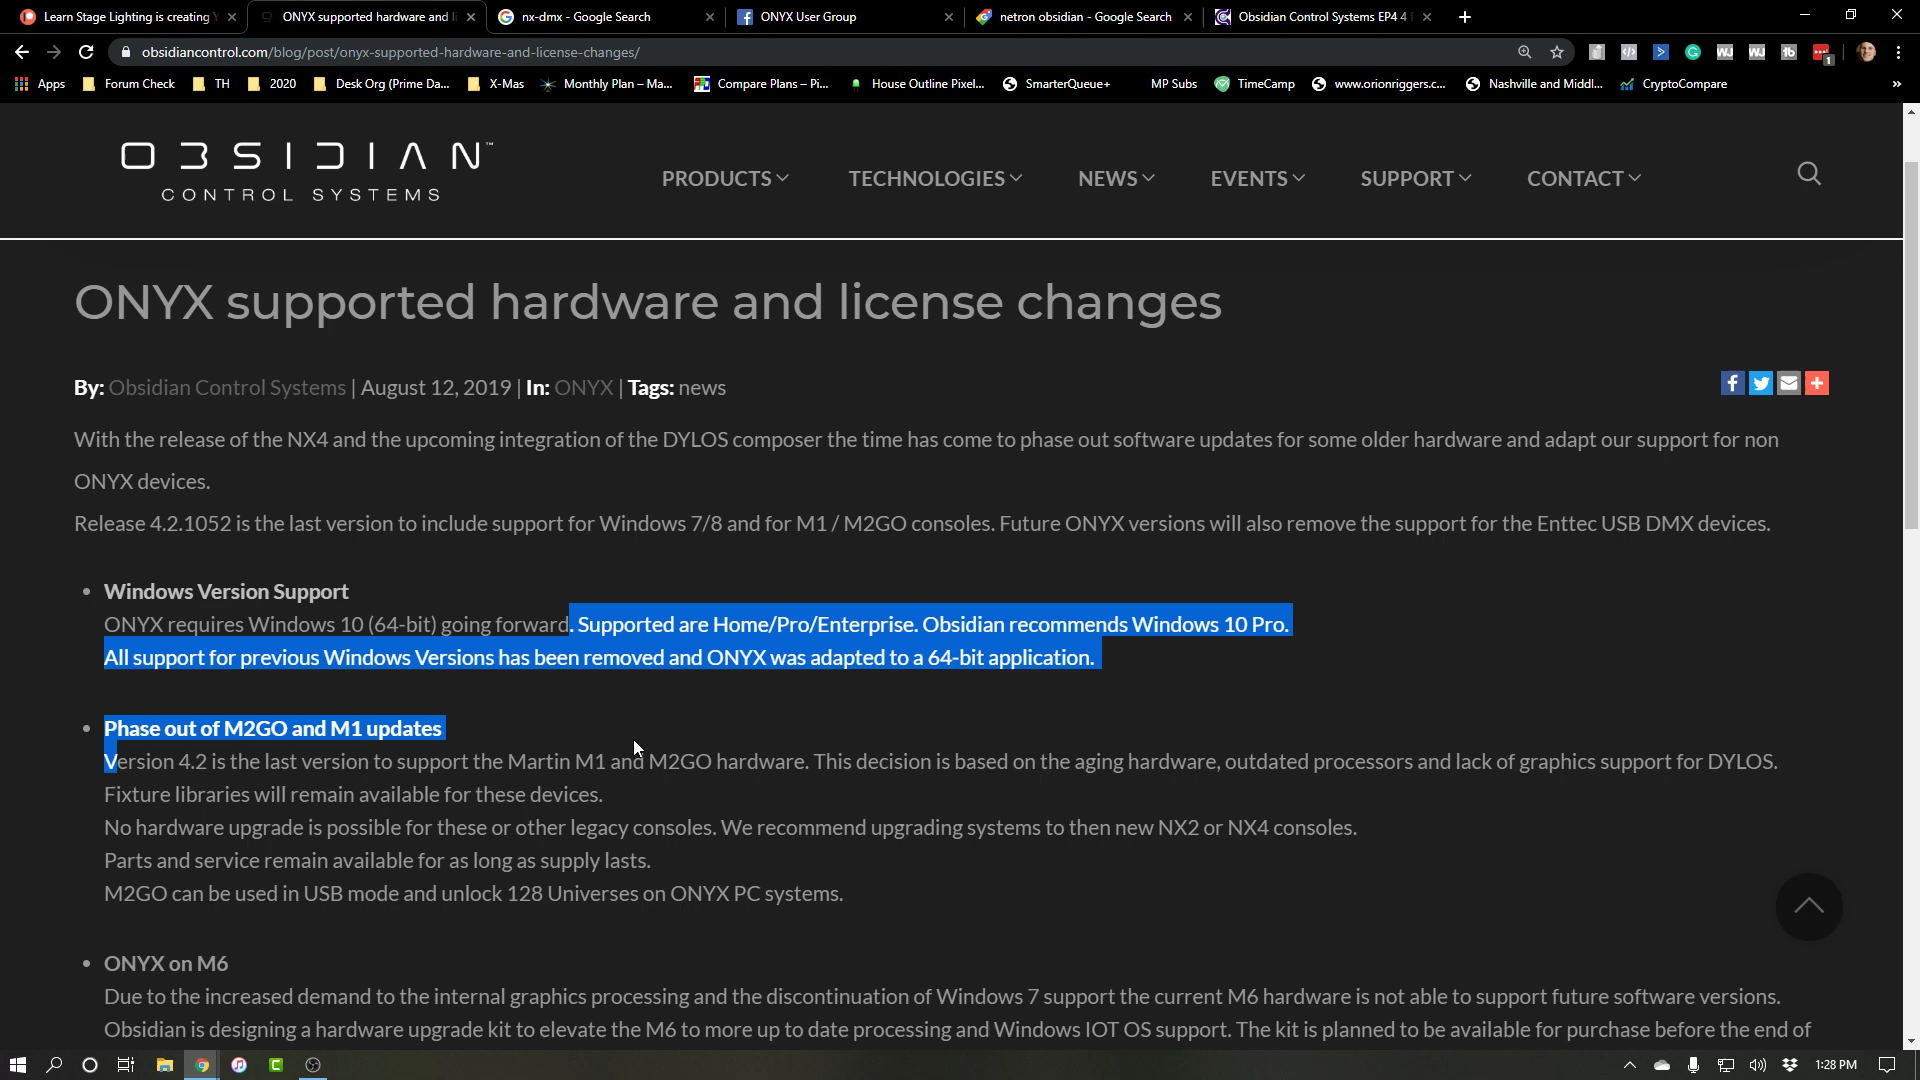 Learn Stage Lighting is creating Y
ONYX supported hardware and li
nx-dmx - Google Search
ONYX User Group
netron obsidian - Google Search
Obsidian Control Systems EP4 4
obsidiancontrol.com/blog/post/onyx-supported-hardware-and-license-changes/
Apps
Forum Check
TH
2020
Desk Org (Prime Da...
X-Mas
Monthly Plan – Ma...
Compare Plans – Pi...
House Outline Pixel...
SmarterQueue+
MP Subs
TimeCamp
www.orionriggers.c...
Nashville and Middl...
CryptoCompare
OBSIDIAN™
CONTROL SYSTEMS
PRODUCTS
TECHNOLOGIES
NEWS
EVENTS
SUPPORT
CONTACT
ONYX supported hardware and license changes
By: Obsidian Control Systems | August 12, 2019 | In: ONYX | Tags: news
With the release of the NX4 and the upcoming integration of the DYLOS composer the time has come to phase out software updates for some older hardware and adapt our support for non
ONYX devices.
Release 4.2.1052 is the last version to include support for Windows 7/8 and for M1 / M2GO consoles. Future ONYX versions will also remove the support for the Enttec USB DMX devices.
• Windows Version Support
ONYX requires Windows 10 (64-bit) going forward. Supported are Home/Pro/Enterprise. Obsidian recommends Windows 10 Pro.
All support for previous Windows Versions has been removed and ONYX was adapted to a 64-bit application.
• Phase out of M2GO and M1 updates
Version 4.2 is the last version to support the Martin M1 and M2GO hardware. This decision is based on the aging hardware, outdated processors and lack of graphics support for DYLOS.
Fixture libraries will remain available for these devices.
No hardware upgrade is possible for these or other legacy consoles. We recommend upgrading systems to then new NX2 or NX4 consoles.
Parts and service remain available for as long as supply lasts.
M2GO can be used in USB mode and unlock 128 Universes on ONYX PC systems.
• ONYX on M6
Due to the increased demand to the internal graphics processing and the discontinuation of Windows 7 support the current M6 hardware is not able to support future software versions.
Obsidian is designing a hardware upgrade kit to elevate the M6 to more up to date processing and Windows IOT OS support. The kit is planned to be available for purchase before the end of
1:28 PM